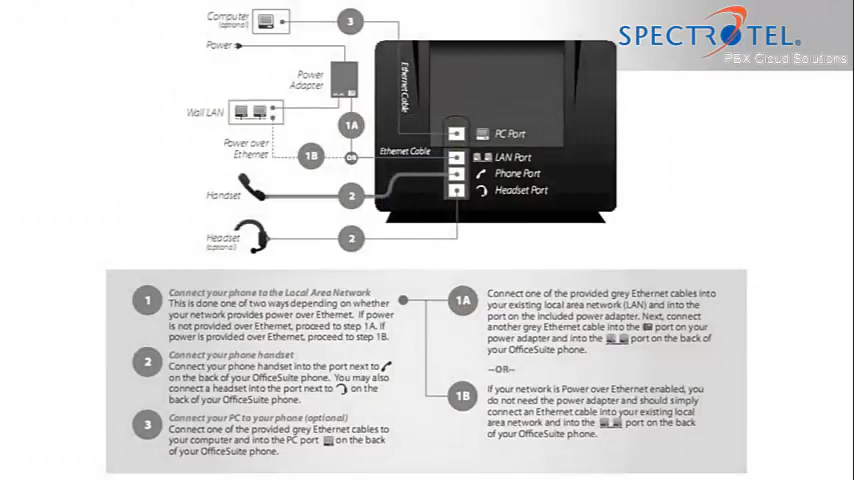 Computer
(optional)
3
SPECTROTEL®
PBX Cloud Solutions
Power
Power
Adapter
Ethernet Cable
Wall LAN
1A
PC Port
Power over
Ethernet
1B
OR
Ethernet Cable
LAN Port
Phone Port
Handset
2
Headset Port
Headset
(optional)
2
1
Connect your phone to the Local Area Network
This is done one of two ways depending on whether
your network provides power over Ethernet. If power
is not provided over Ethernet, proceed to step 1A. If
power is provided over Ethernet, proceed to step 1B.
2
Connect your phone handset
Connect your phone handset into the port next to
on the back of your OfficeSuite phone. You may also
connect a headset into the port next to on the
back of your OfficeSuite phone.
3
Connect your PC to your phone (optional)
Connect one of the provided grey Ethernet cables to
your computer and into the PC port on the back
of your OfficeSuite phone.
1A
Connect one of the provided grey Ethernet cables into
your existing local area network (LAN) and into the
port on the included power adapter. Next, connect
another grey Ethernet cable into the port on your
power adapter and into the port on the back of
your OfficeSuite phone.
--OR--
1B
If your network is Power over Ethernet enabled, you
do not need the power adapter and should simply
connect an Ethernet cable into your existing local
area network and into the port on the back
of your OfficeSuite phone.